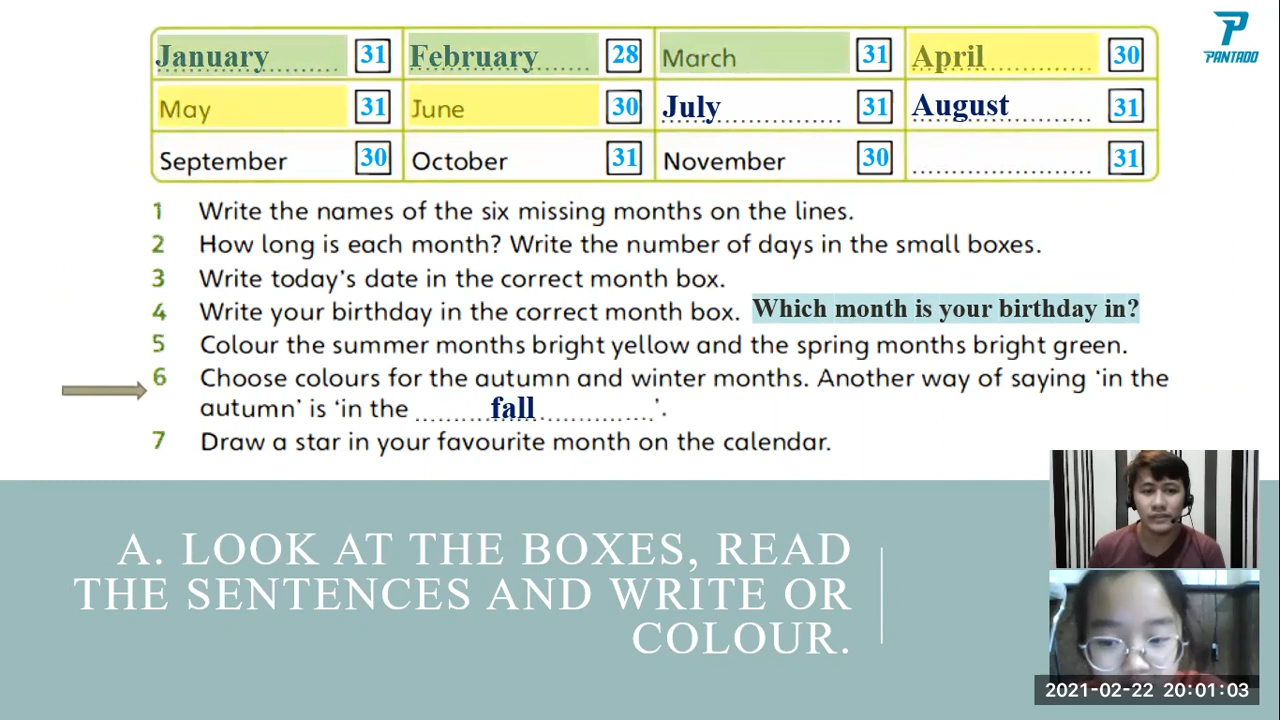 PANTADO
January 31 February 28 March 31 April 30
May 31 June 30 July 31 August 31
September 30 October 31 November 30 31
1 Write the names of the six missing months on the lines.
2 How long is each month? Write the number of days in the small boxes.
3 Write today's date in the correct month box.
4 Write your birthday in the correct month box. Which month is your birthday in?
5 Colour the summer months bright yellow and the spring months bright green.
6 Choose colours for the autumn and winter months. Another way of saying 'in the
autumn' is 'in the ........ fall ................'.
7 Draw a star in your favourite month on the calendar.
A. LOOK AT THE BOXES, READ
THE SENTENCES AND WRITE OR
COLOUR.
2021-02-22 20:01:03